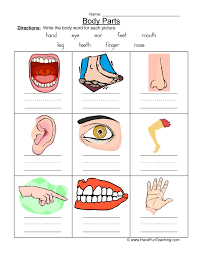 Name:
Body Parts
Directions: Write the body word for each picture.
hand eye ear feet mouth
leg teeth finger nose
© www.HaveFunTeaching.com